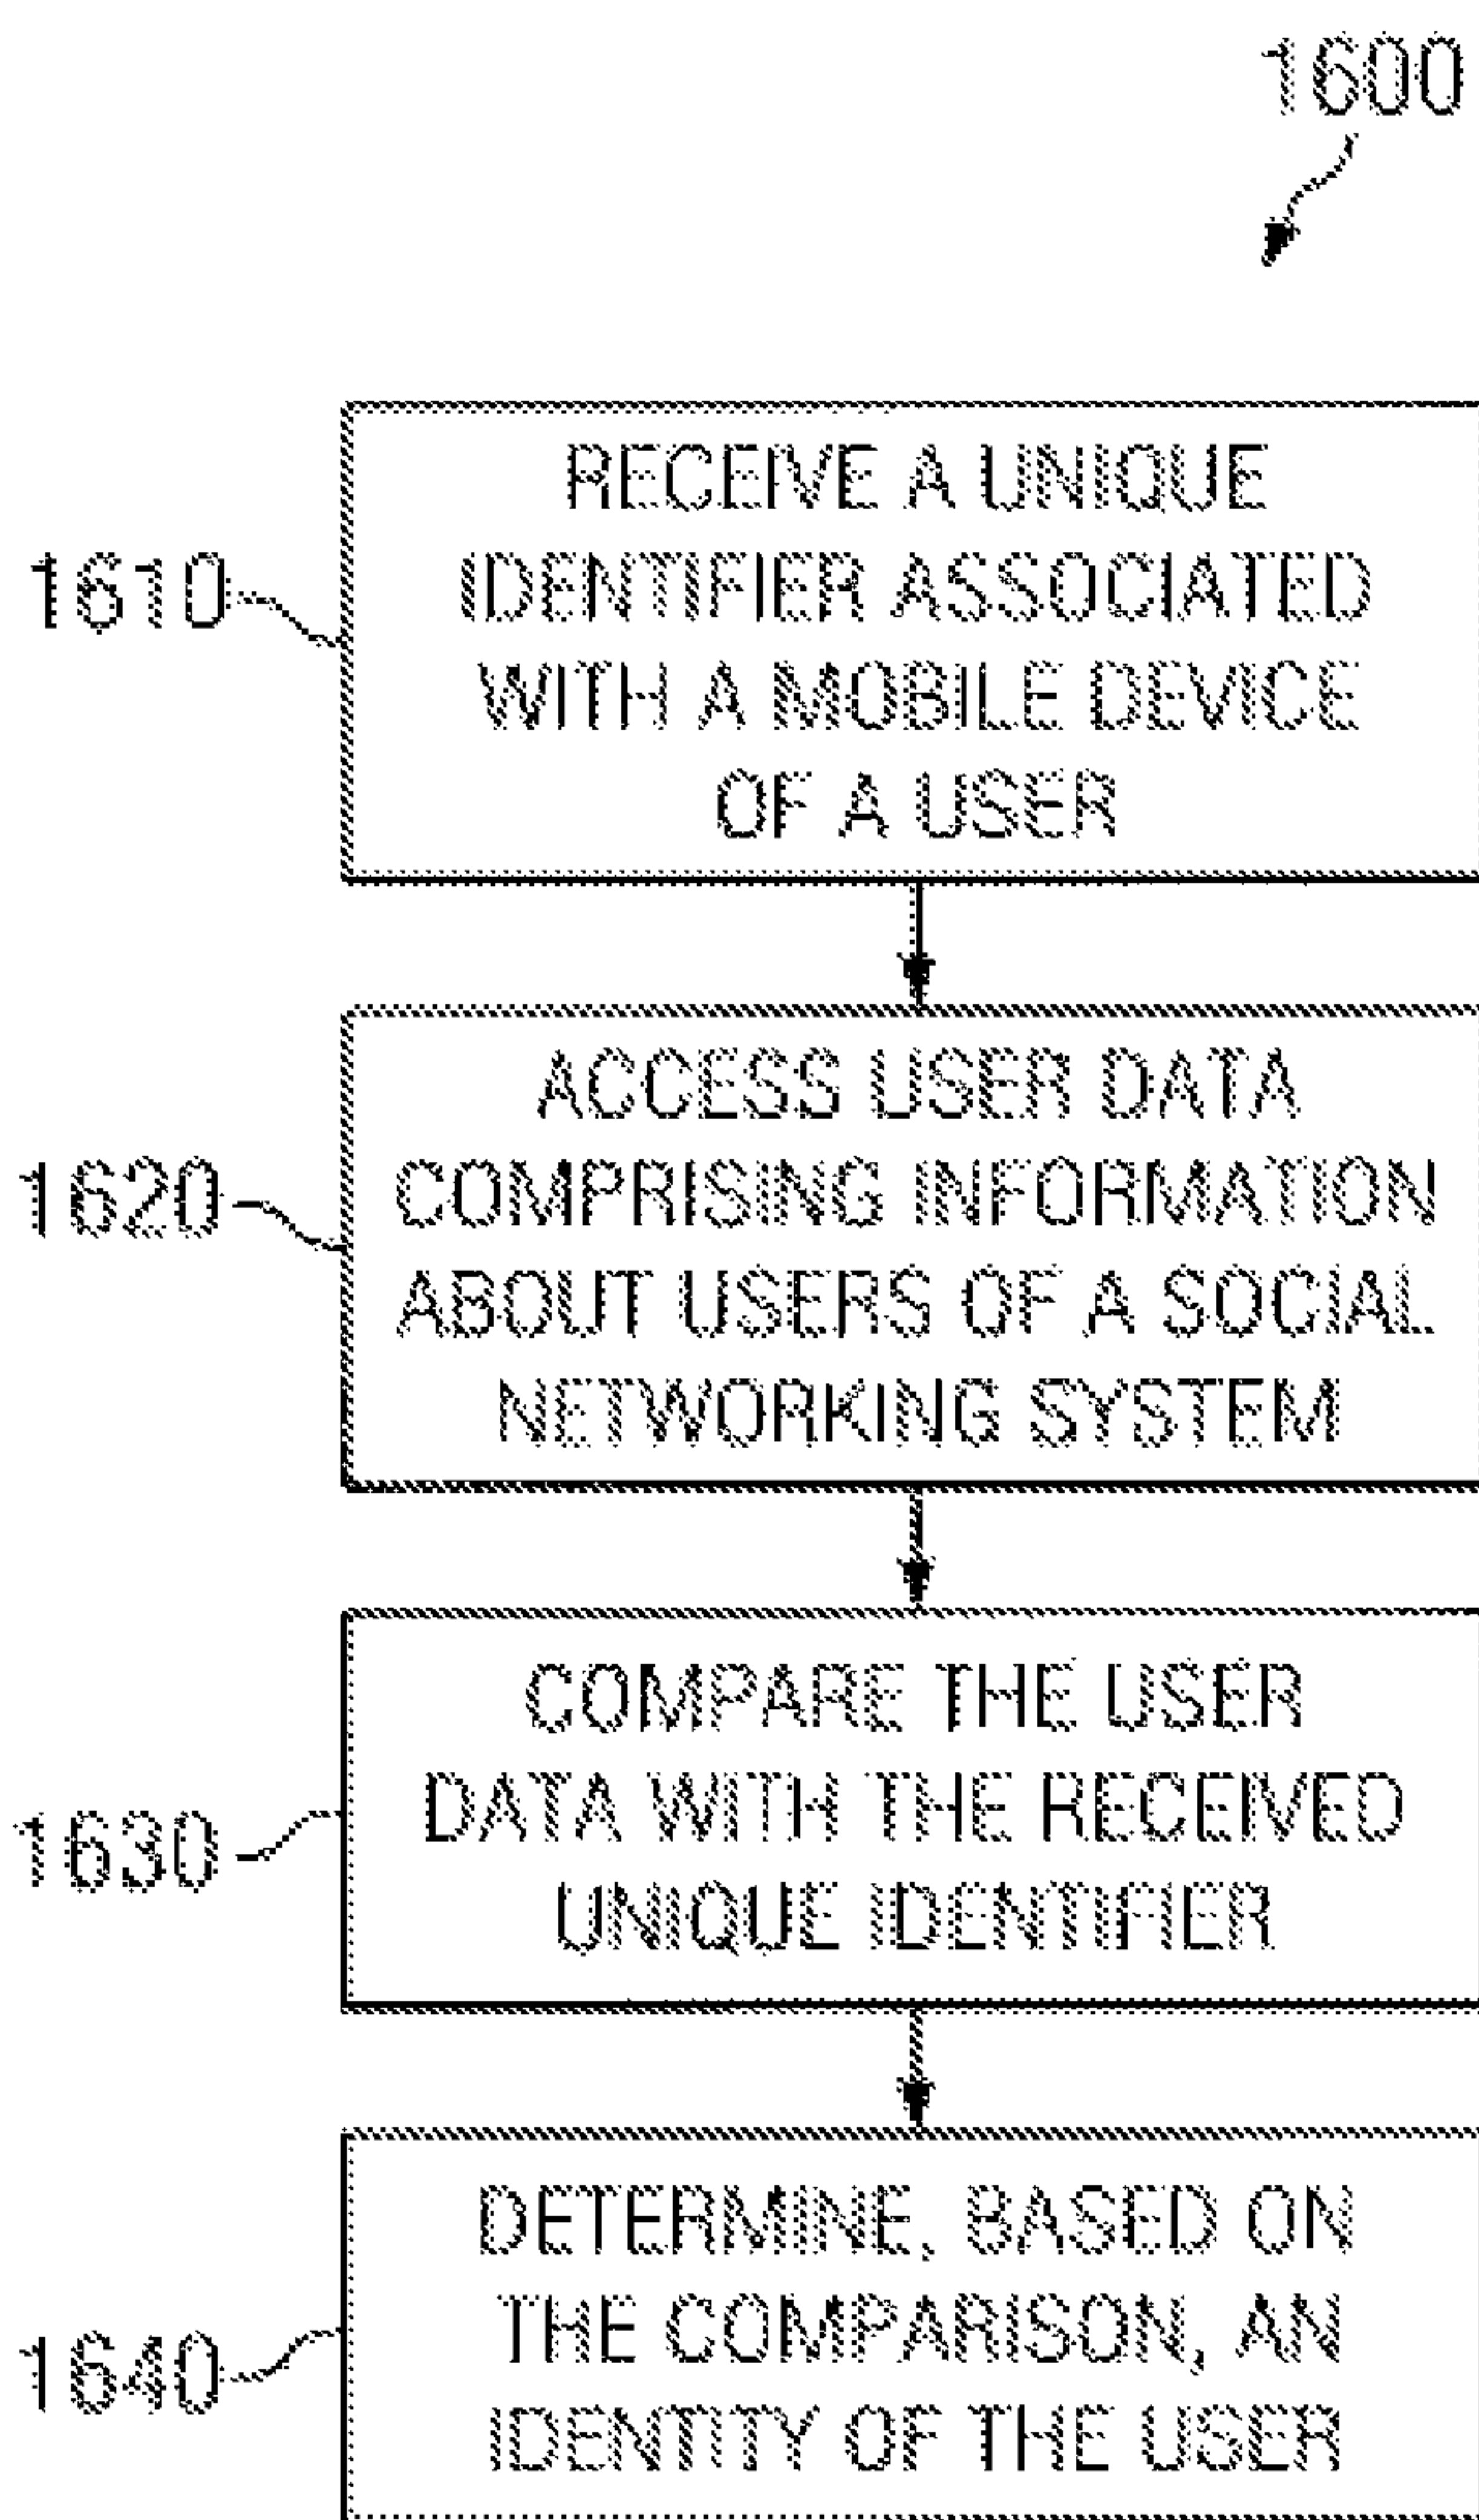 1600
RECEIVE A UNIQUE
IDENTIFIER ASSOCIATED
WITH A MOBILE DEVICE
OF A USER
1610
ACCESS USER DATA
COMPRISING INFORMATION
ABOUT USERS OF A SOCIAL
NETWORKING SYSTEM
1620
COMPARE THE USER
DATA WITH THE RECEIVED
UNIQUE IDENTIFIER
1630
DETERMINE, BASED ON
THE COMPARISON, AN
IDENTITY OF THE USER
1640